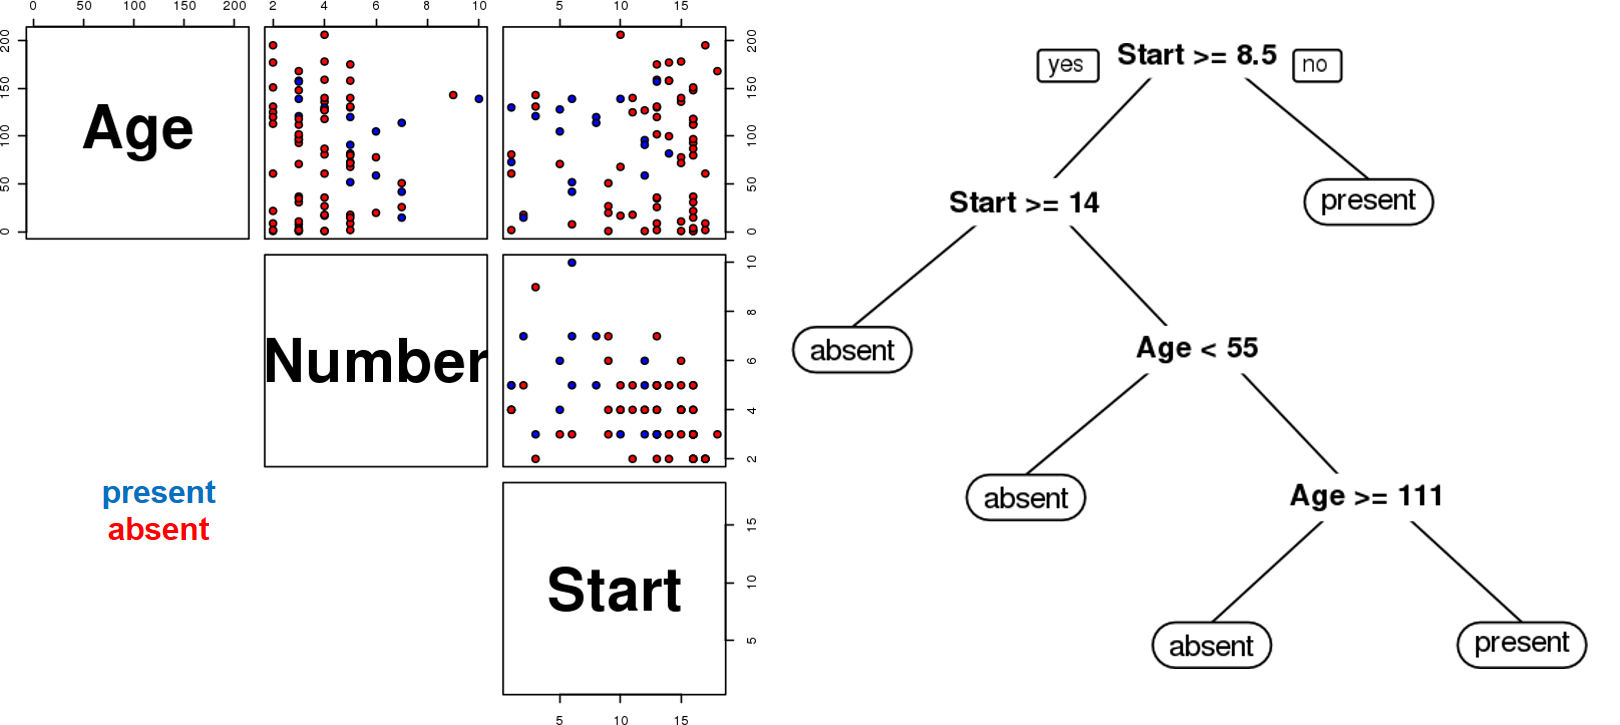 0 50 100 150 200
2 4 6 8 10
5 10 15
0 50 100 150 200
Age
0 50 100 150 200
Number
2 4 6 8 10
present
absent
Start
5 10 15
5 10 15
yes
Start >= 8.5
no
Start >= 14
present
absent
Age < 55
absent
Age >= 111
absent
present